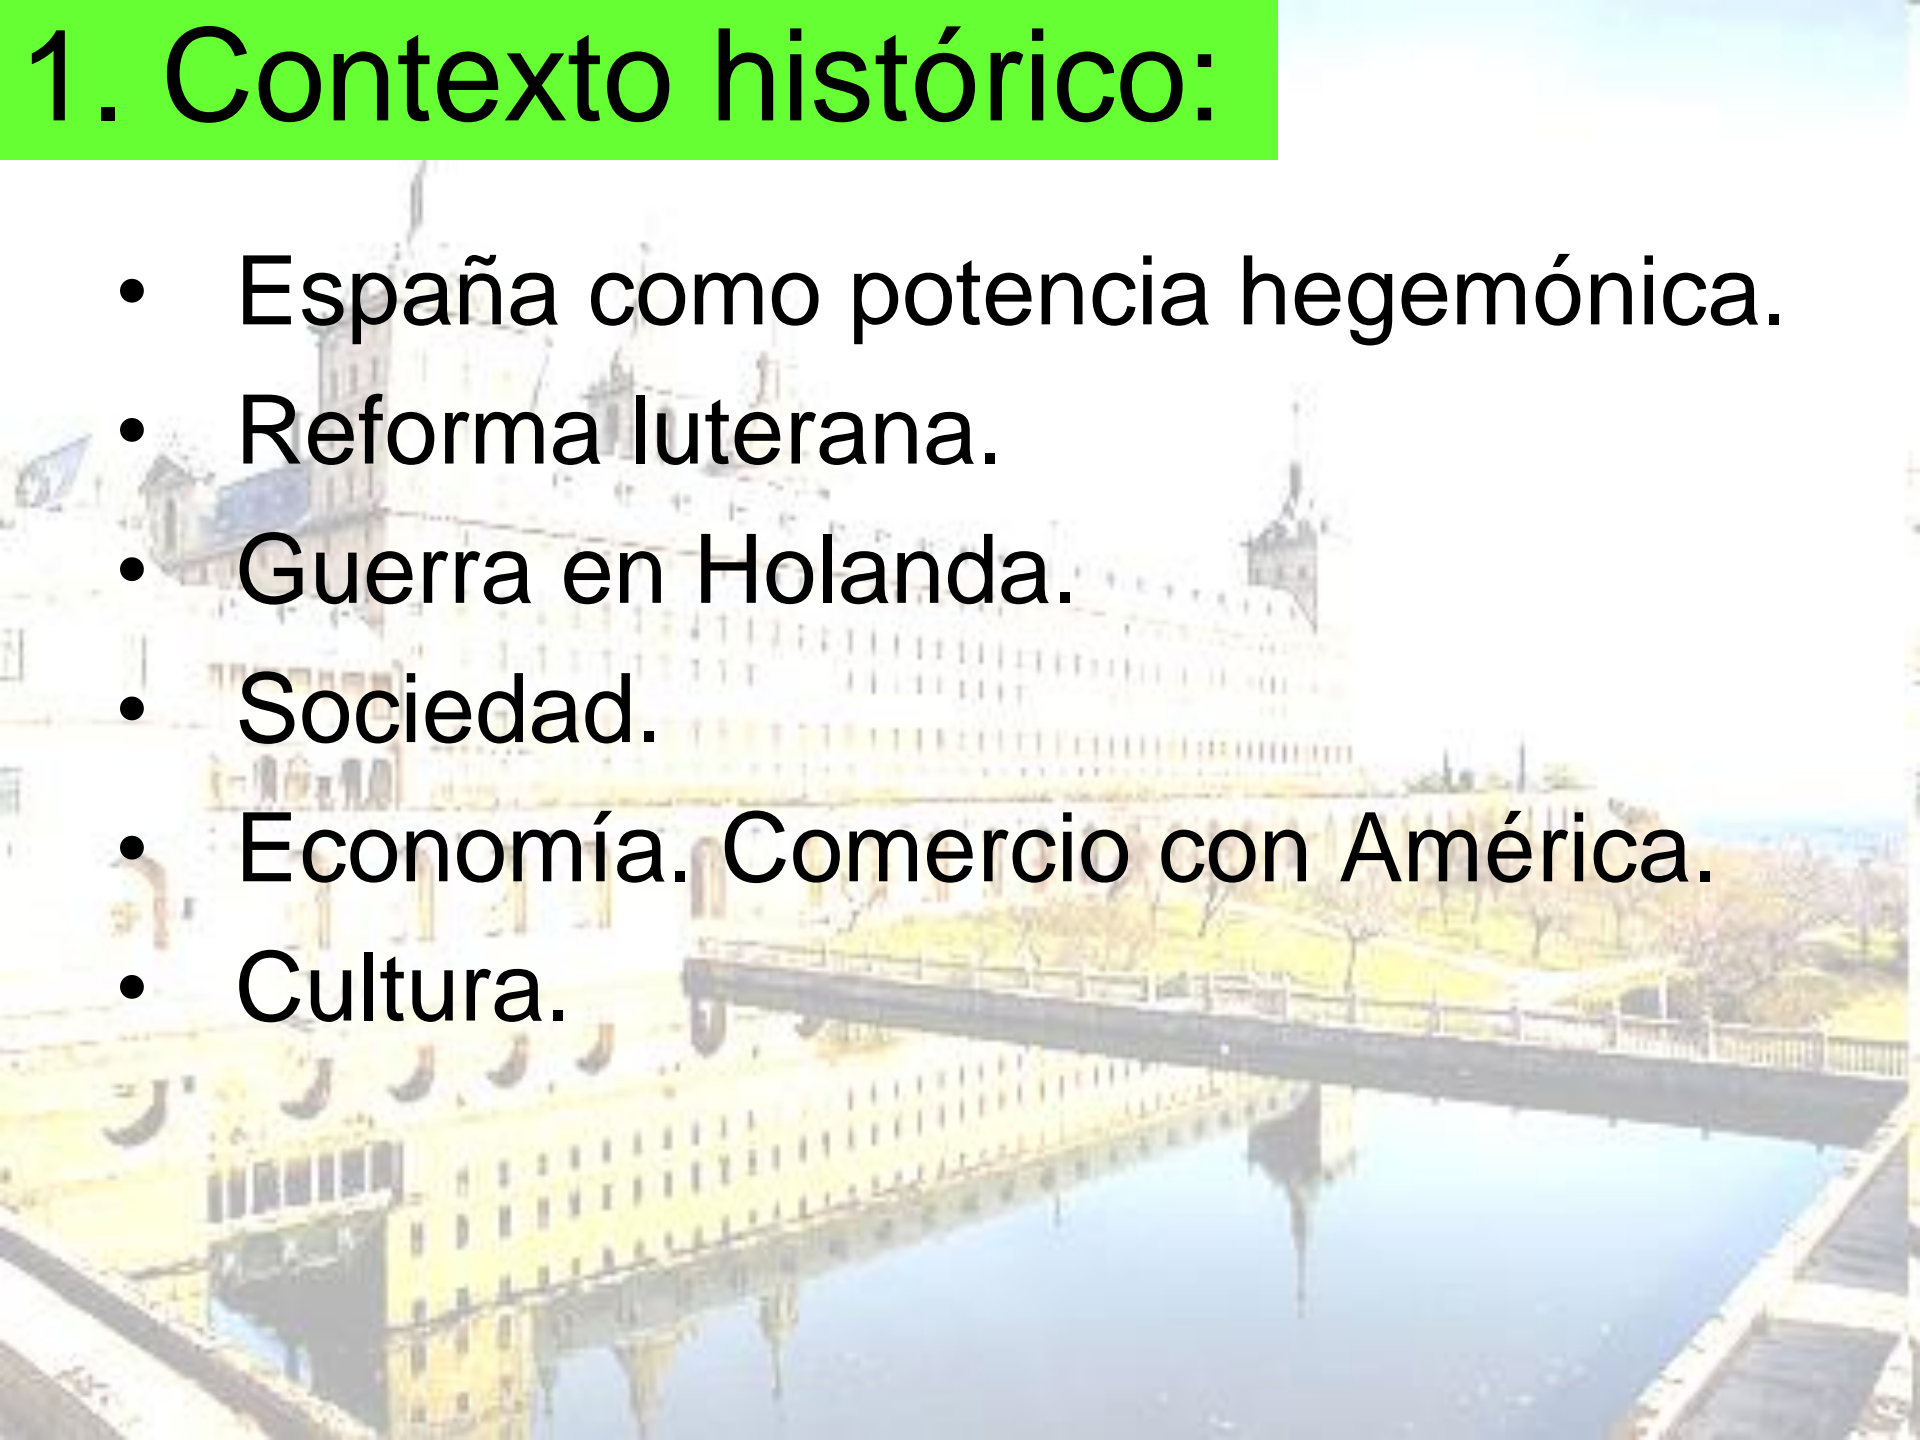 1. Contexto histórico:
• España como potencia hegemónica.
• Reforma luterana.
• Guerra en Holanda.
• Sociedad.
• Economía. Comercio con América.
• Cultura.